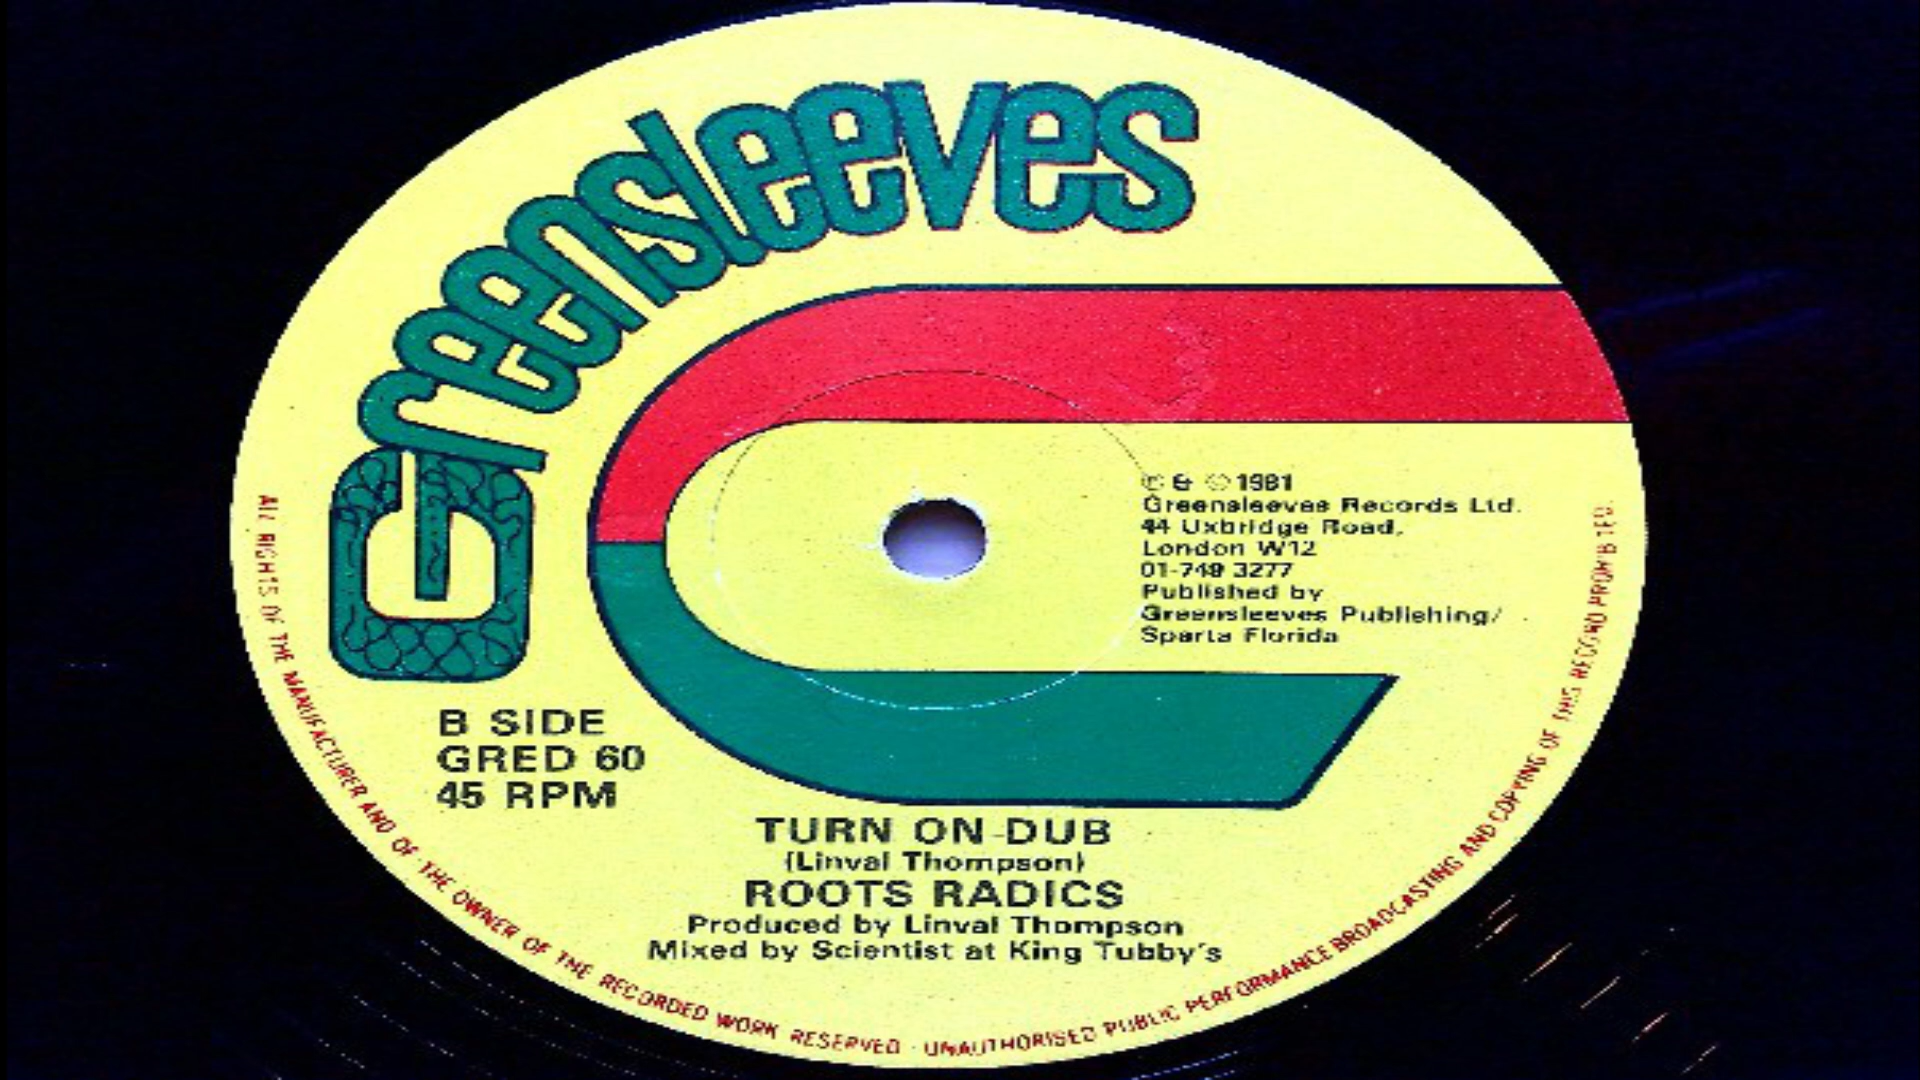 Greensleeves
℗ & © 1981
Greensleeves Records Ltd.
44 Uxbridge Road,
London W12
01-749 3277
Published by
Greensleeves Publishing/
Sparta Florida
B SIDE
GRED 60
45 RPM
TURN ON-DUB
(Linval Thompson)
ROOTS RADICS
Produced by Linval Thompson
Mixed by Scientist at King Tubby's
ALL RIGHTS OF THE MANUFACTURER AND OF THE OWNER OF THE RECORDED WORK RESERVED · UNAUTHORISED PUBLIC PERFORMANCE BROADCASTING AND COPYING OF THIS RECORD PROHIBITED